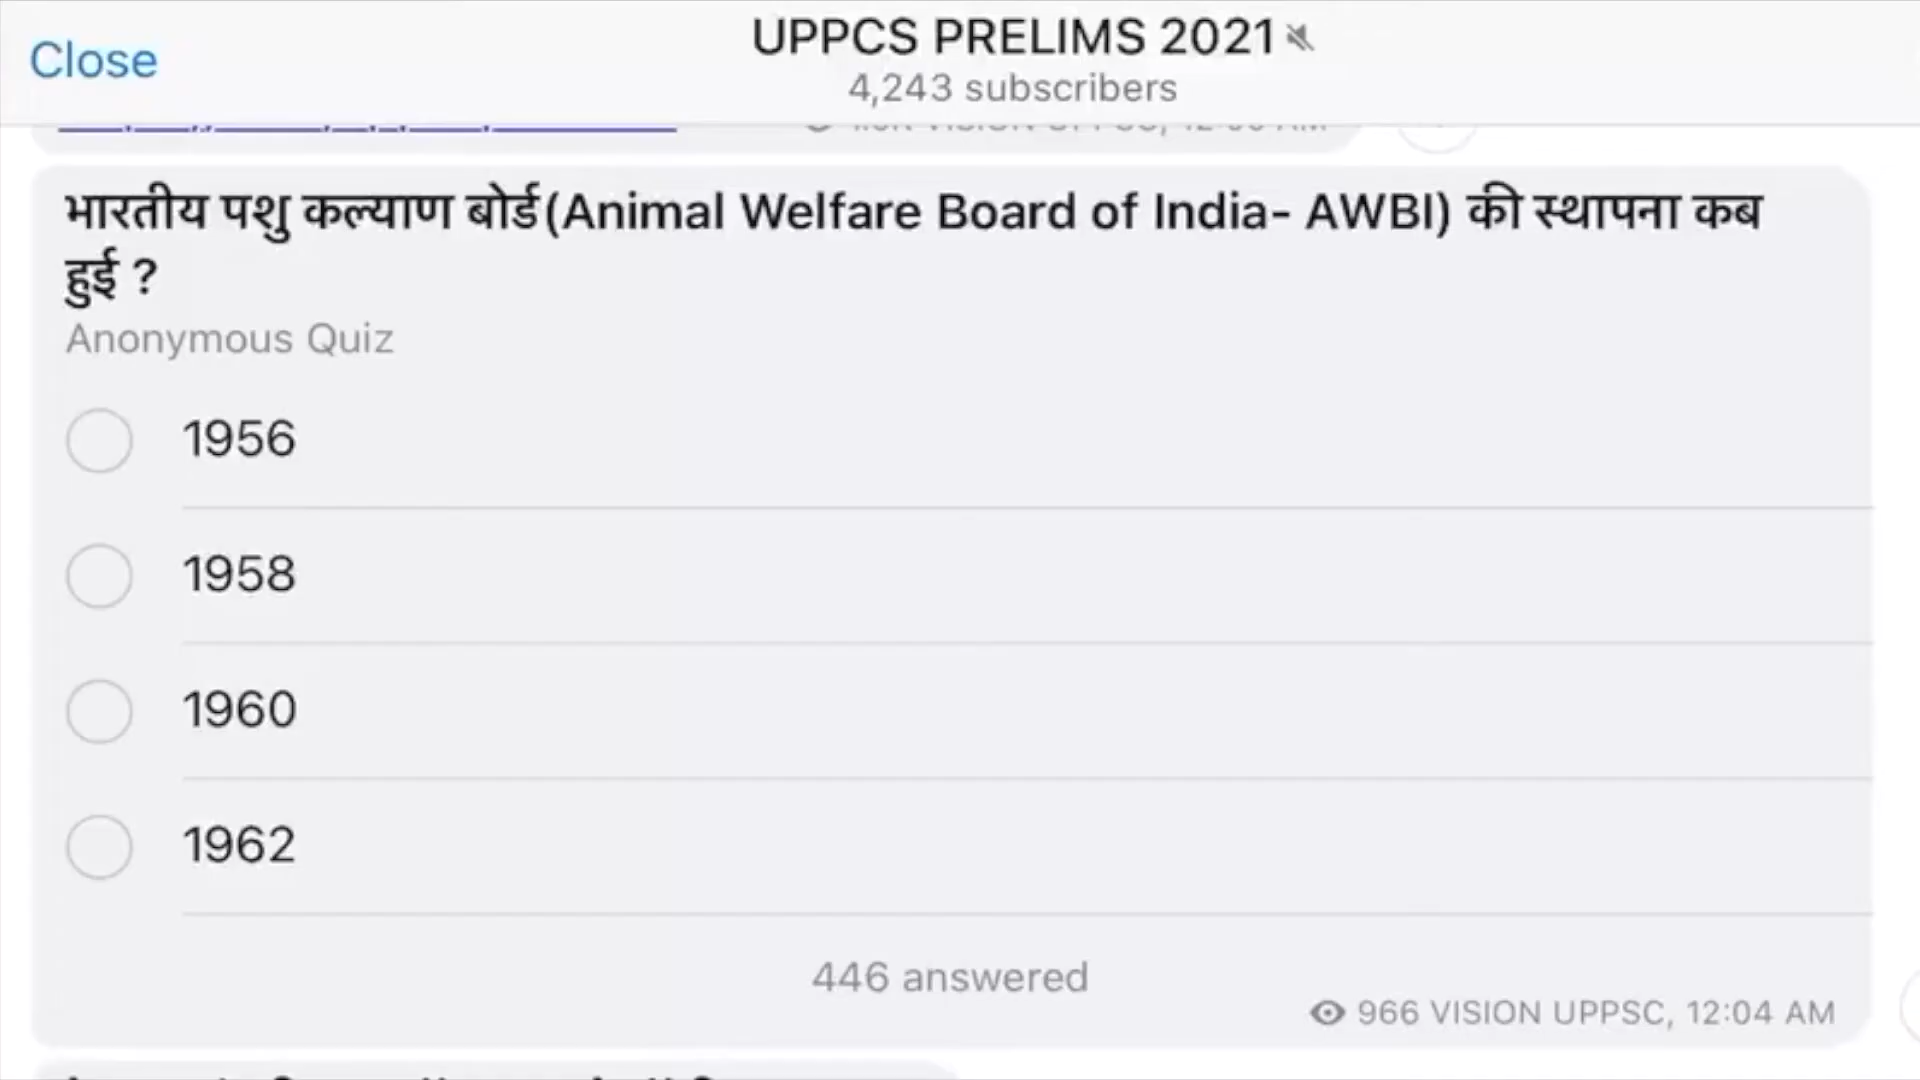 Close
UPPCS PRELIMS 2021
4,243 subscribers
भारतीय पशु कल्याण बोर्ड(Animal Welfare Board of India- AWBI) की स्थापना कब
हुई ?
Anonymous Quiz
1956
1958
1960
1962
446 answered
966 VISION UPPSC, 12:04 AM